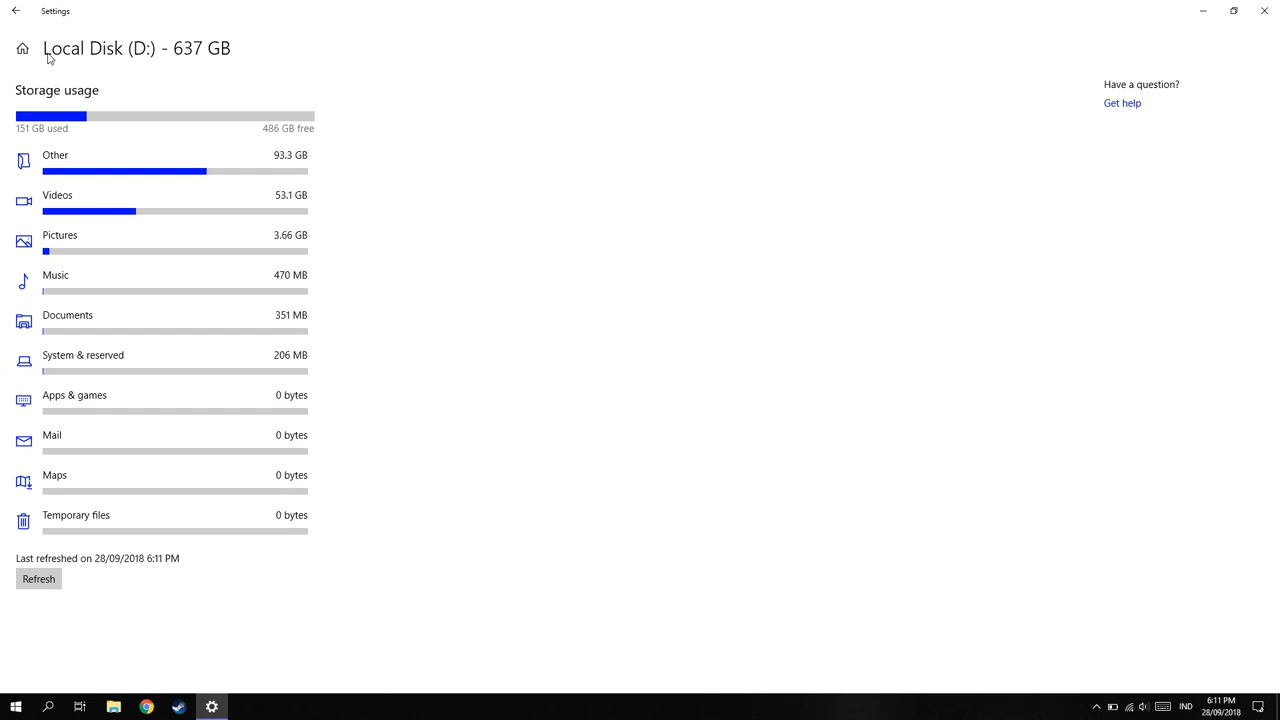 Settings
Local Disk (D:) - 637 GB
Storage usage
151 GB used 486 GB free
Other 93.3 GB
Videos 53.1 GB
Pictures 3.66 GB
Music 470 MB
Documents 351 MB
System & reserved 206 MB
Apps & games 0 bytes
Mail 0 bytes
Maps 0 bytes
Temporary files 0 bytes
Last refreshed on 28/09/2018 6:11 PM
Refresh
Have a question?
Get help
IND
6:11 PM
28/09/2018